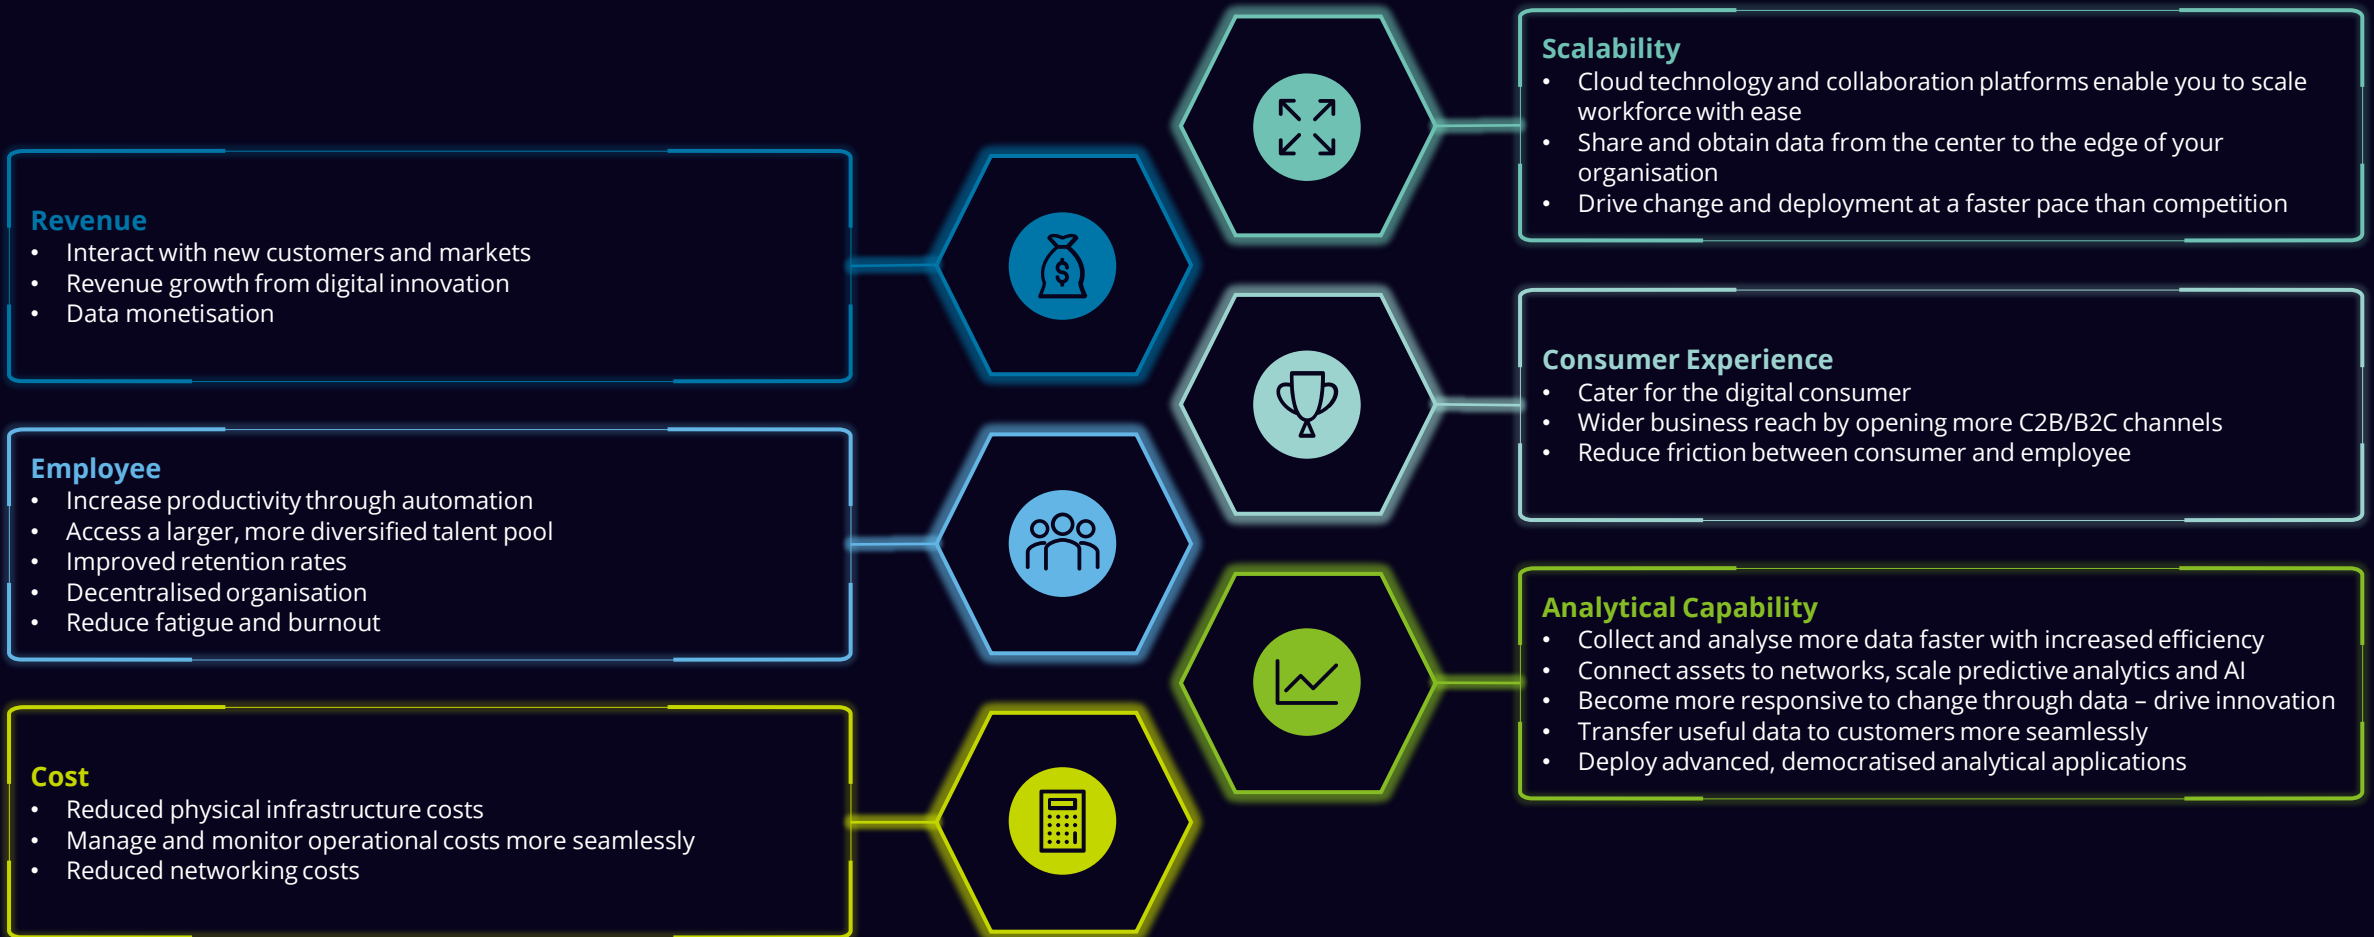 Revenue
• Interact with new customers and markets
• Revenue growth from digital innovation
• Data monetisation
Employee
• Increase productivity through automation
• Access a larger, more diversified talent pool
• Improved retention rates
• Decentralised organisation
• Reduce fatigue and burnout
Cost
• Reduced physical infrastructure costs
• Manage and monitor operational costs more seamlessly
• Reduced networking costs
$
Scalability
• Cloud technology and collaboration platforms enable you to scale
workforce with ease
• Share and obtain data from the center to the edge of your
organisation
• Drive change and deployment at a faster pace than competition
Consumer Experience
• Cater for the digital consumer
• Wider business reach by opening more C2B/B2C channels
• Reduce friction between consumer and employee
Analytical Capability
• Collect and analyse more data faster with increased efficiency
• Connect assets to networks, scale predictive analytics and AI
• Become more responsive to change through data – drive innovation
• Transfer useful data to customers more seamlessly
• Deploy advanced, democratised analytical applications